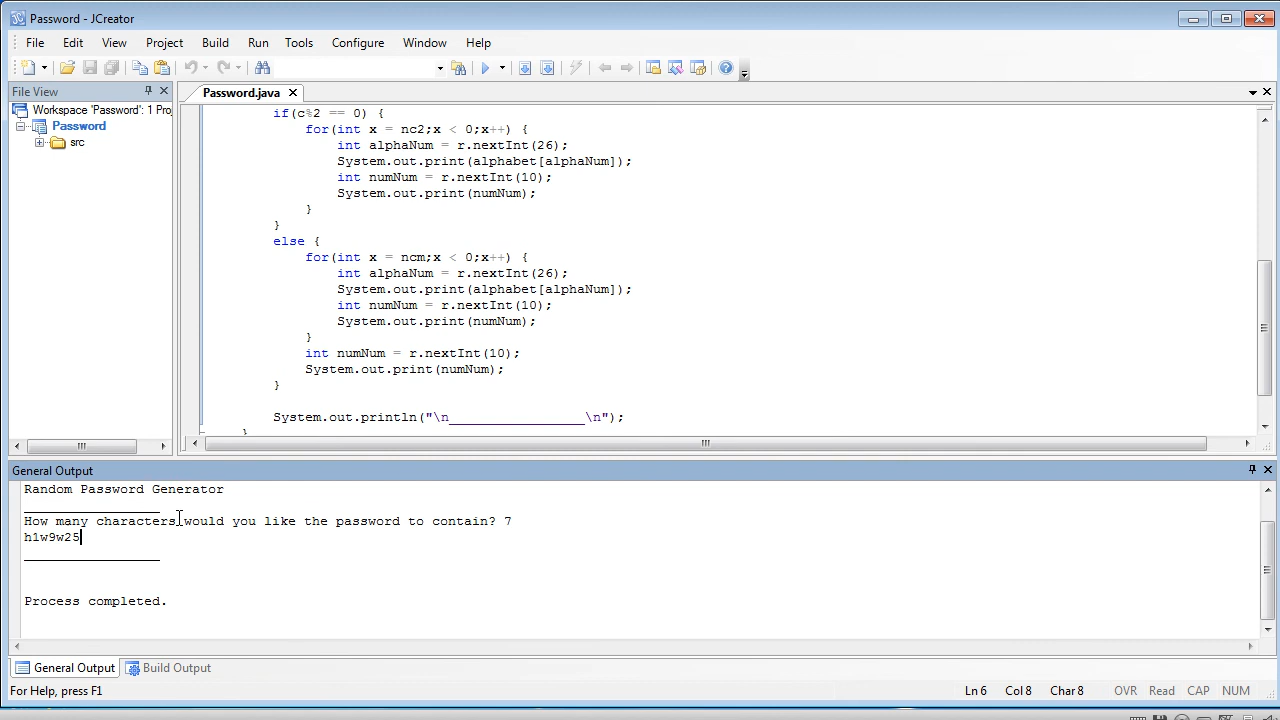 Password - JCreator
File Edit View Project Build Run Tools Configure Window Help
File View
Password.java
Workspace 'Password': 1 Proj
Password
src
if(c%2 == 0) {
for(int x = nc2;x < 0;x++) {
int alphaNum = r.nextInt(26);
System.out.print(alphabet[alphaNum]);
int numNum = r.nextInt(10);
System.out.print(numNum);
}
}
else {
for(int x = ncm;x < 0;x++) {
int alphaNum = r.nextInt(26);
System.out.print(alphabet[alphaNum]);
int numNum = r.nextInt(10);
System.out.print(numNum);
}
int numNum = r.nextInt(10);
System.out.print(numNum);
}
System.out.println("\n_________________\n");
}
General Output
Random Password Generator
_________________
How many characters would you like the password to contain? 7
h1w9w25
_________________
Process completed.
General Output Build Output
For Help, press F1 Ln 6 Col 8 Char 8 OVR Read CAP NUM